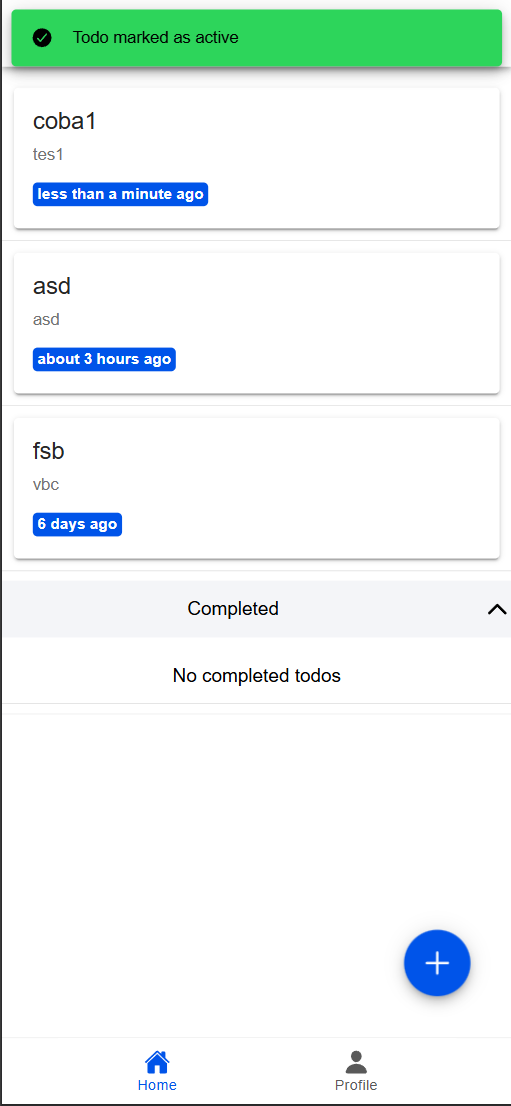 Todo marked as active
coba1
tes1
less than a minute ago
asd
asd
about 3 hours ago
fsb
vbc
6 days ago
Completed
No completed todos
Home
Profile